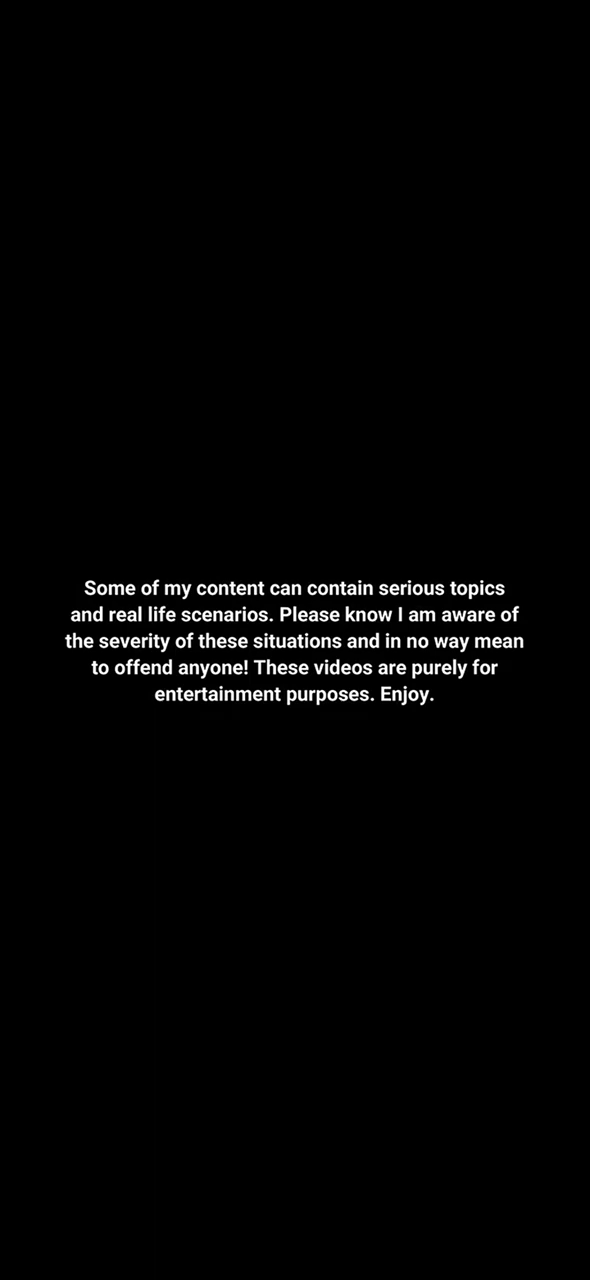 Some of my content can contain serious topics
and real life scenarios. Please know I am aware of
the severity of these situations and in no way mean
to offend anyone! These videos are purely for
entertainment purposes. Enjoy.